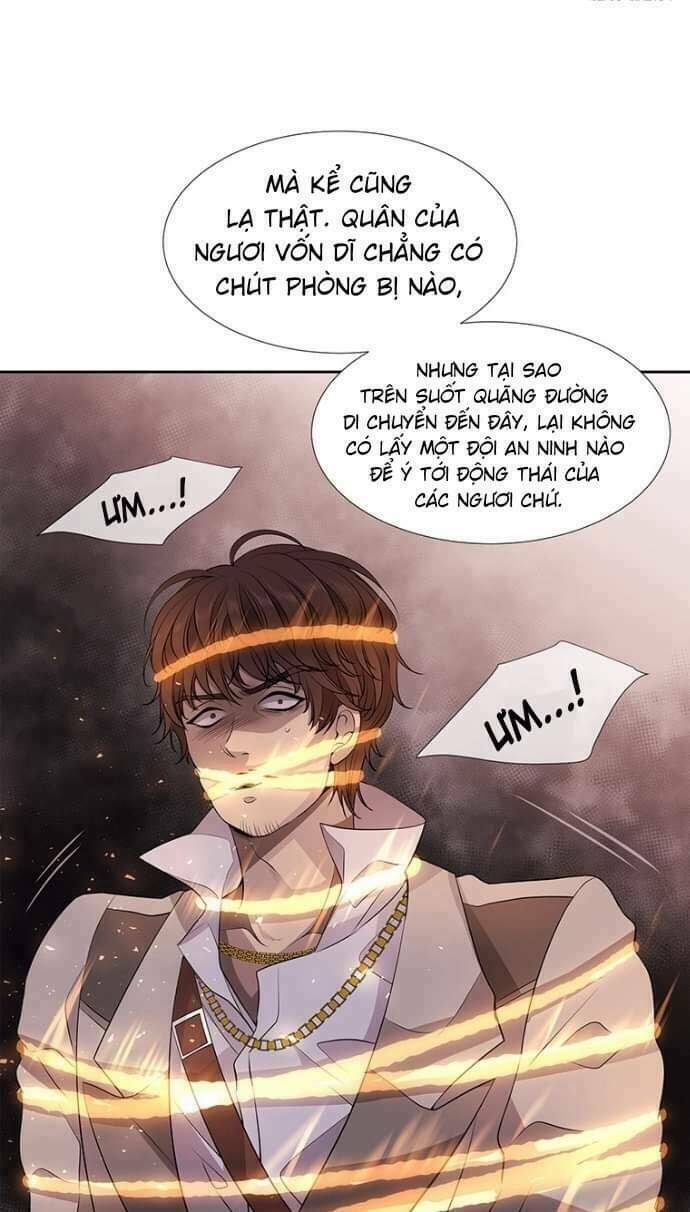 MÀ KỂ CŨNG
LẠ THẬT. QUÂN CỦA
NGƯƠI VỐN DĨ CHẲNG CÓ
CHÚT PHÒNG BỊ NÀO,
NHƯNG TẠI SAO
TRÊN SUỐT QUÃNG ĐƯỜNG
DI CHUYỂN ĐẾN ĐÂY, LẠI KHÔNG
CÓ LẤY MỘT ĐỘI AN NINH NÀO
ĐỂ Ý TỚI ĐỘNG THÁI CỦA
CÁC NGƯƠI CHỨ.
ƯM...!
ƯM...!